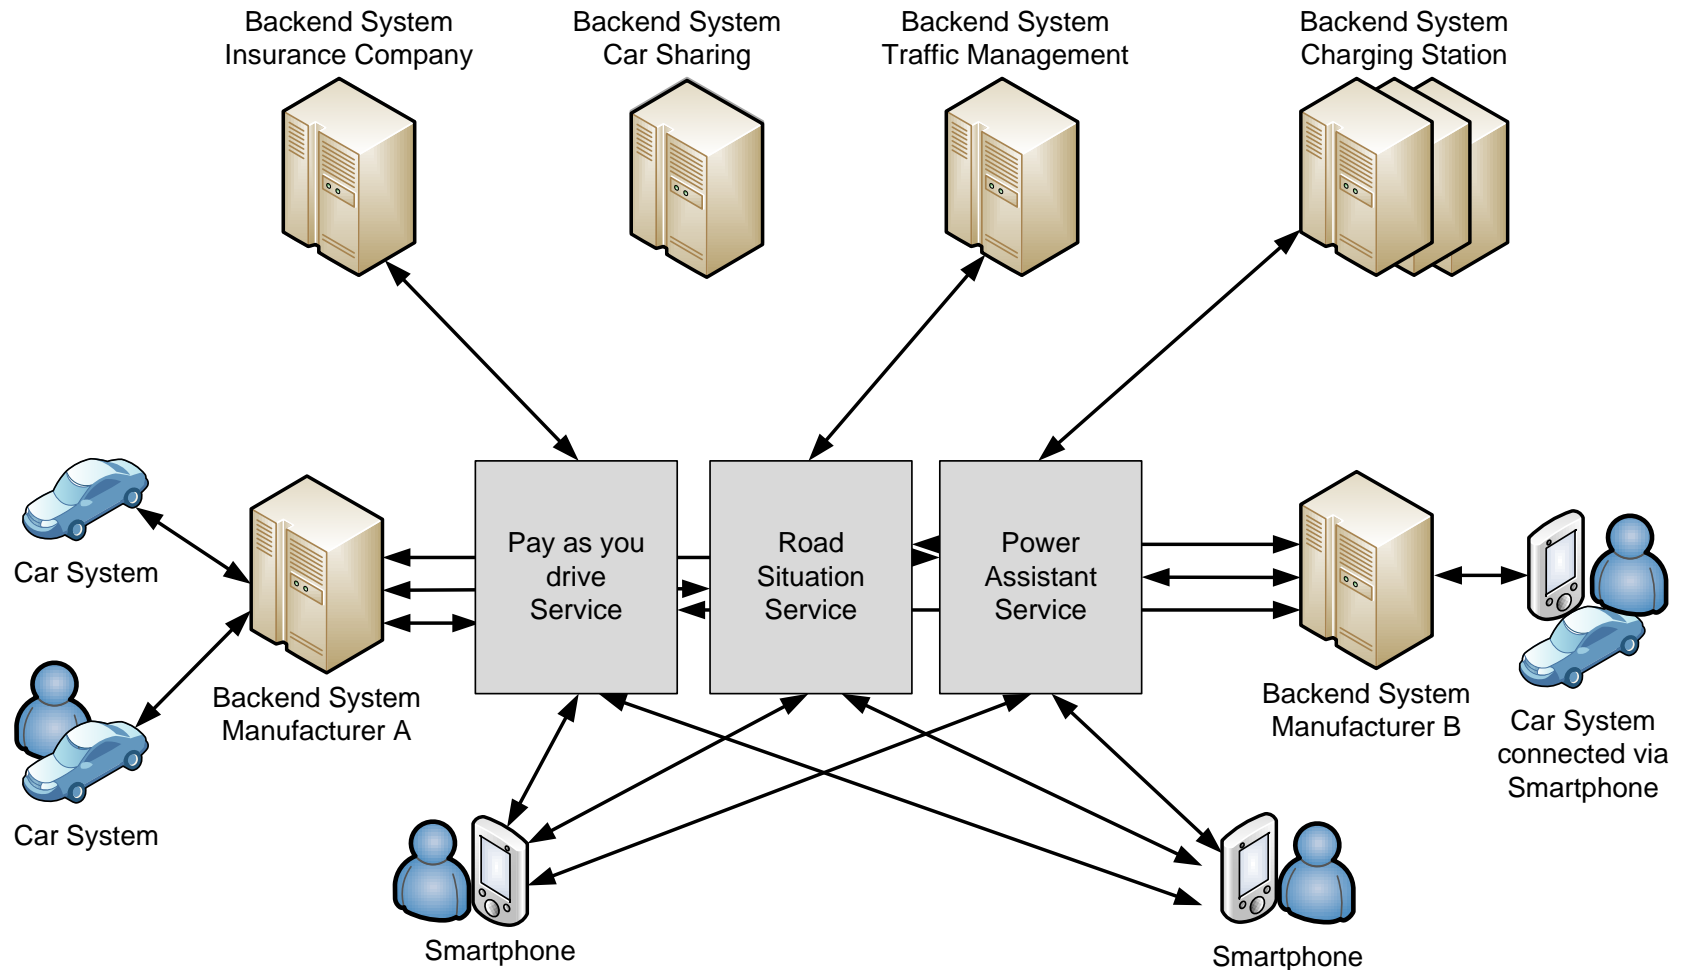 Backend System
Insurance Company
Backend System
Car Sharing
Backend System
Traffic Management
Backend System
Charging Station
Car System
Car System
Backend System
Manufacturer A
Pay as you
drive
Service
Road
Situation
Service
Power
Assistant
Service
Backend System
Manufacturer B
Car System
connected via
Smartphone
Smartphone
Smartphone